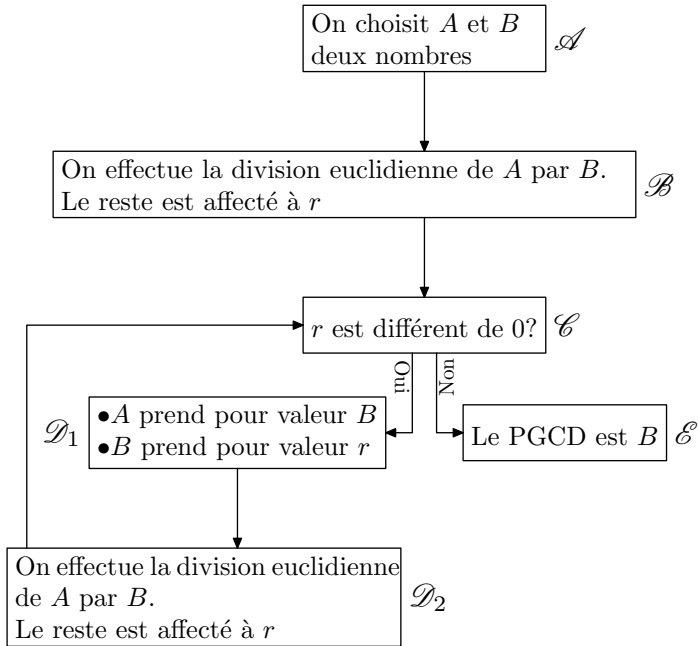 On choisit A et B
deux nombres
𝒜
On effectue la division euclidienne de A par B.
Le reste est affecté à r
ℬ
r est différent de 0?
𝒞
Oui
Non
𝒟1
•A prend pour valeur B
•B prend pour valeur r
Le PGCD est B
ℰ
On effectue la division euclidienne
de A par B.
Le reste est affecté à r
𝒟2